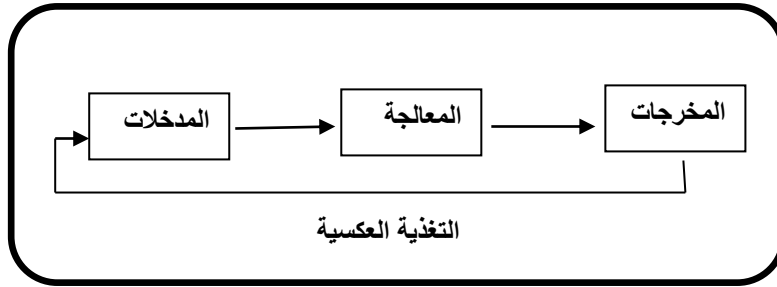 المدخلات
المعالجة
المخرجات
التغذية العكسية